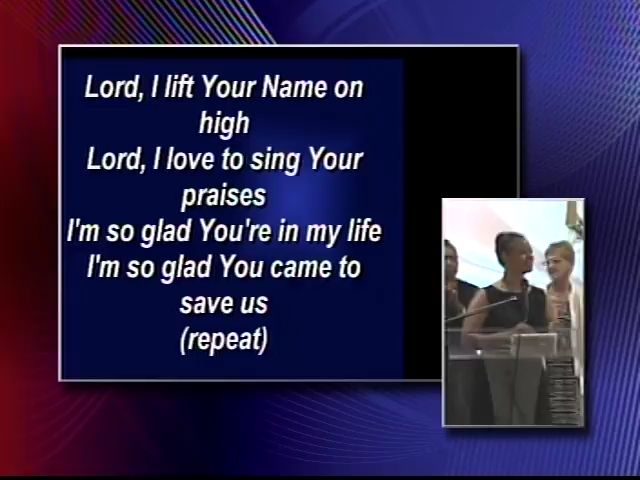 Lord, I lift Your Name on
high
Lord, I love to sing Your
praises
I'm so glad You're in my life
I'm so glad You came to
save us
(repeat)